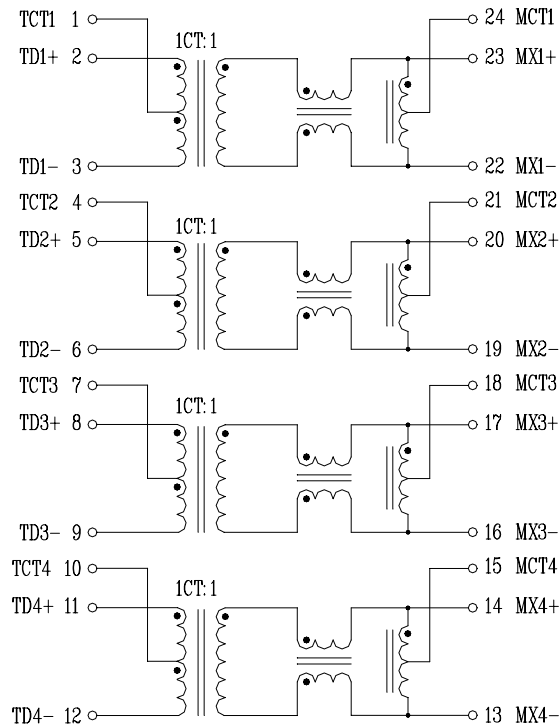 TCT1 1 24 MCT1
1CT:1
TD1+ 2 23 MX1+
TD1- 3 22 MX1-
TCT2 4 21 MCT2
1CT:1
TD2+ 5 20 MX2+
TD2- 6 19 MX2-
TCT3 7 18 MCT3
1CT:1
TD3+ 8 17 MX3+
TD3- 9 16 MX3-
TCT4 10 15 MCT4
1CT:1
TD4+ 11 14 MX4+
TD4- 12 13 MX4-